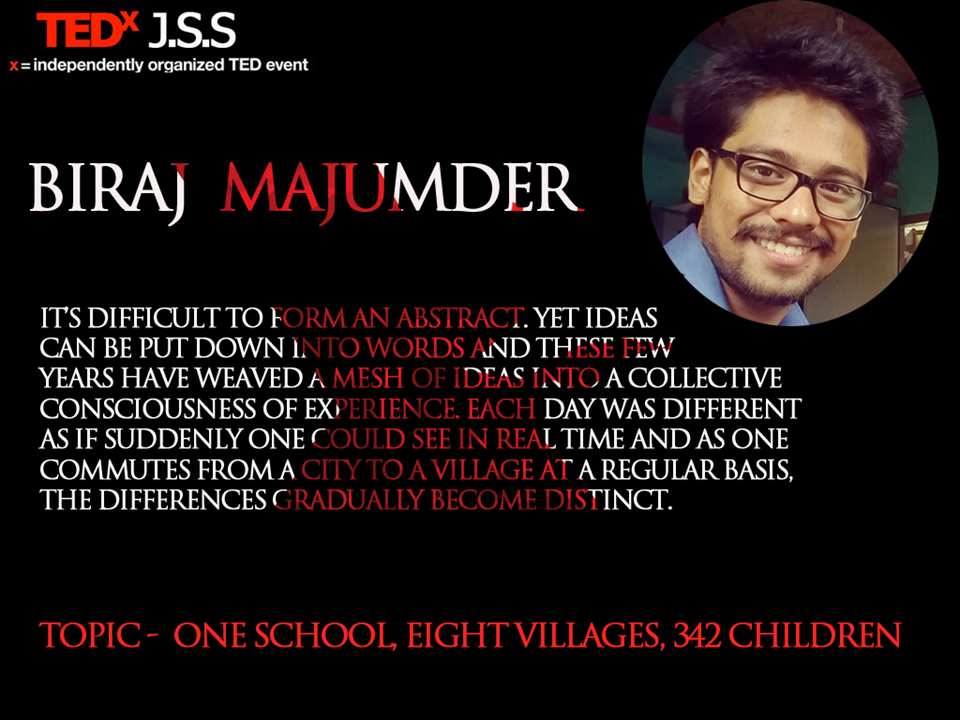 TEDx J.S.S
x = independently organized TED event
BIRAJ MAJUMDER
IT'S DIFFICULT TO FORM AN ABSTRACT. YET IDEAS
CAN BE PUT DOWN INTO WORDS AND THESE FEW
YEARS HAVE WEAVED A MESH OF IDEAS INTO A COLLECTIVE
CONSCIOUSNESS OF EXPERIENCE. EACH DAY WAS DIFFERENT
AS IF SUDDENLY ONE COULD SEE IN REAL TIME AND AS ONE
COMMUTES FROM A CITY TO A VILLAGE AT A REGULAR BASIS,
THE DIFFERENCES GRADUALLY BECOME DISTINCT.
TOPIC - ONE SCHOOL, EIGHT VILLAGES, 342 CHILDREN